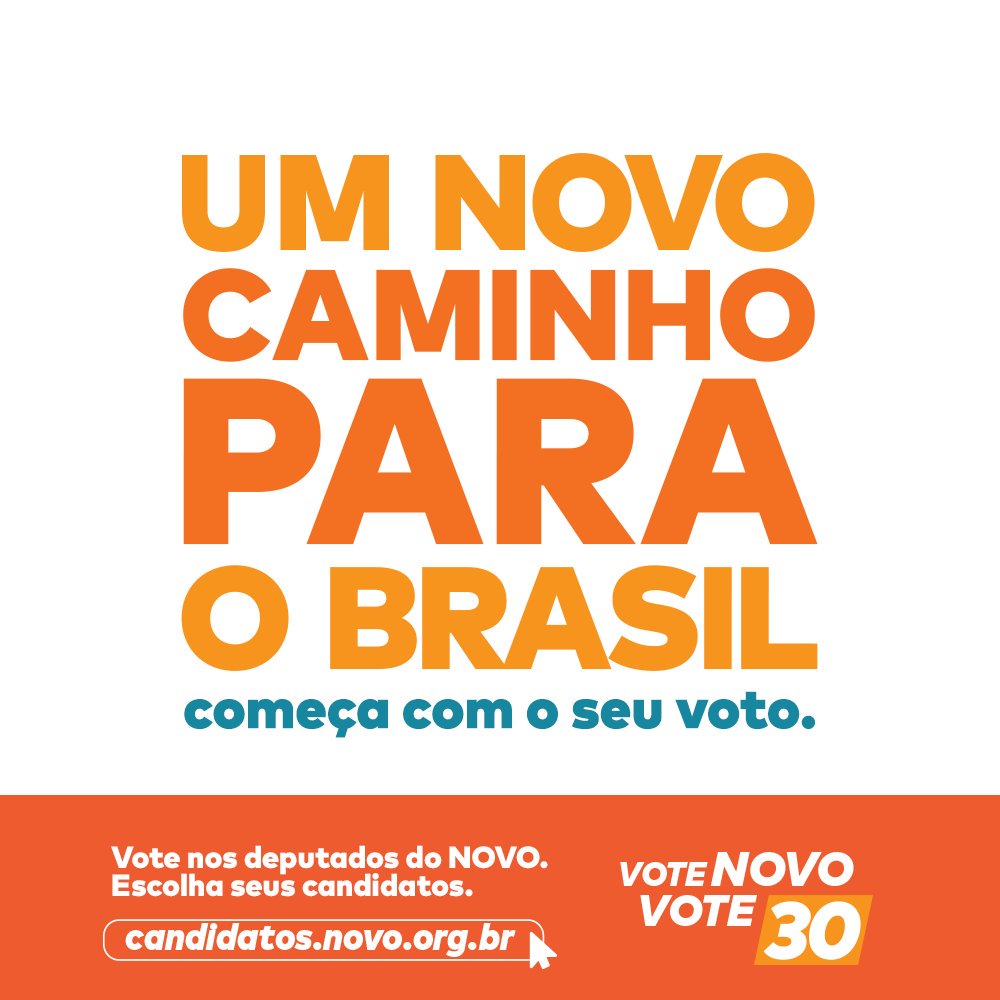 UM NOVO
CAMINHO
PARA
O BRASIL
começa com o seu voto.
Vote nos deputados do NOVO.
Escolha seus candidatos.
candidatos.novo.org.br
VOTE NOVO
VOTE 30